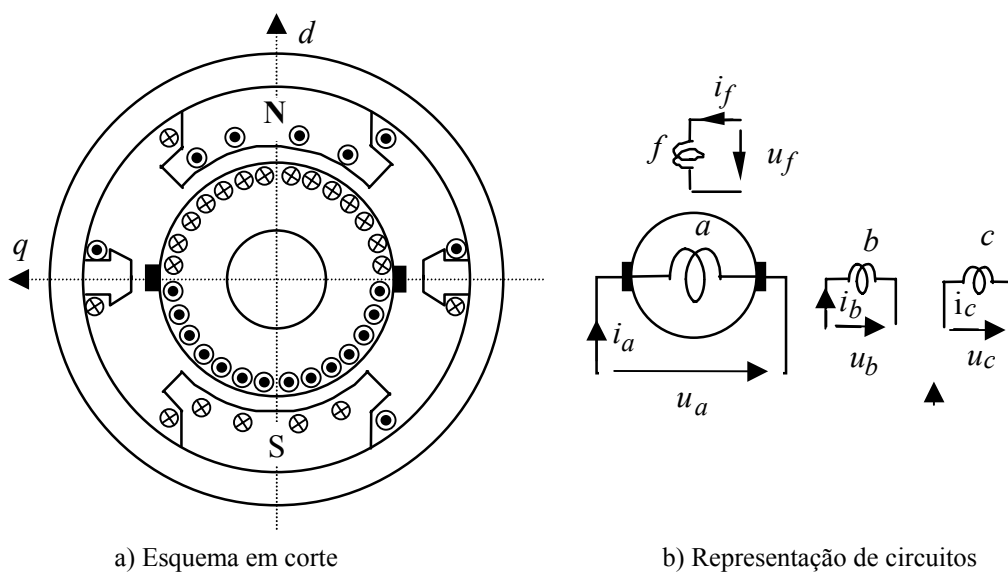 d
N
q
S
a) Esquema em corte
i_f
f
u_f
a
b
c
i_a
i_b
i_c
u_a
u_b
u_c
b) Representação de circuitos